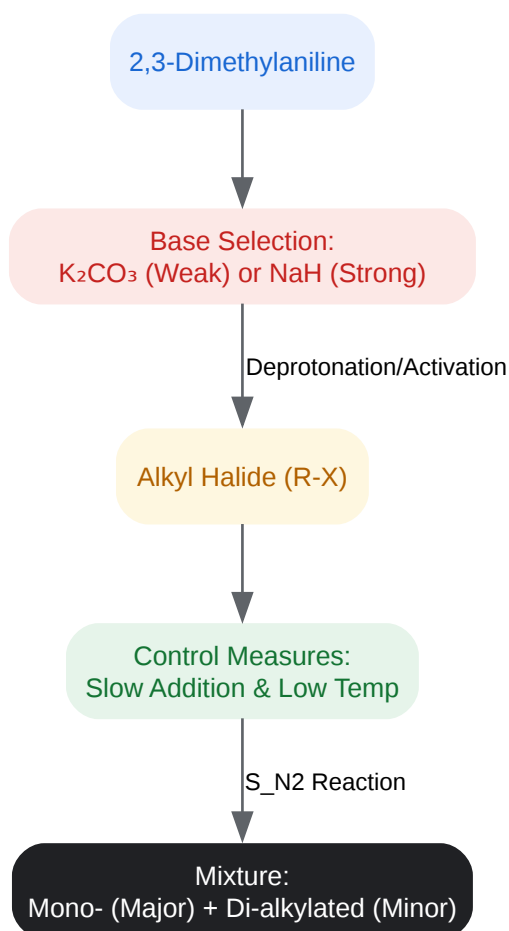 2,3-Dimethylaniline
Base Selection:
K₂CO₃ (Weak) or NaH (Strong)
Deprotonation/Activation
Alkyl Halide (R-X)
Control Measures:
Slow Addition & Low Temp
S_N2 Reaction
Mixture:
Mono- (Major) + Di-alkylated (Minor)